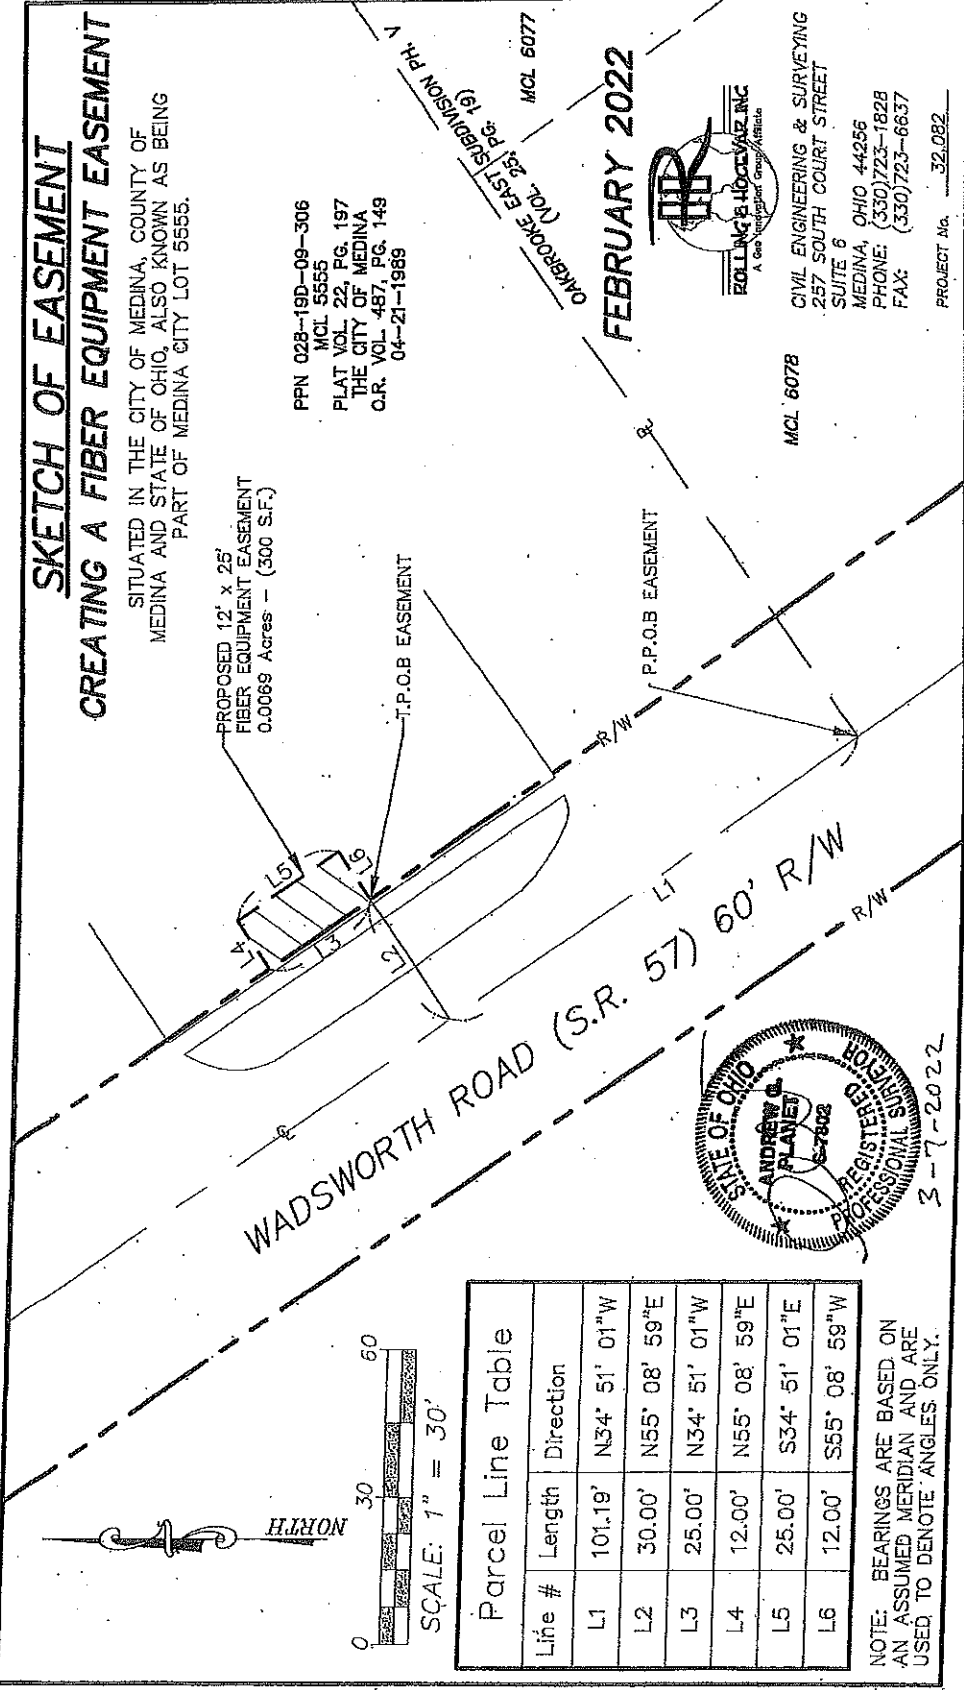 SKETCH OF EASEMENT
CREATING A FIBER EQUIPMENT EASEMENT
SITUATED IN THE CITY OF MEDINA, COUNTY OF
MEDINA AND STATE OF OHIO, ALSO KNOWN AS BEING
PART OF MEDINA CITY LOT 5555.
PROPOSED 12' x 25'
FIBER EQUIPMENT EASEMENT
0.0069 Acres - (300 S.F.)
PPN 028-19D-09-306
MCL 5555
PLAT VOL. 22, PG. 197
THE CITY OF MEDINA
O.R. VOL. 487, PG. 149
04-21-1989
T.P.O.B EASEMENT
P.P.O.B EASEMENT
OAKBROOKE EAST SUBDIVISION PH. V
(VOL. 25, PG. 19)
MCL 6077
MCL 6078
L4
L5
L3
L6
L2
L1
R/W
R/W
WADSWORTH ROAD (S.R. 57) 60' R/W
NORTH
0 30 60
SCALE: 1" = 30'
Parcel Line Table
Line # Length Direction
L1 101.19' N34° 51' 01"W
L2 30.00' N55° 08' 59"E
L3 25.00' N34° 51' 01"W
L4 12.00' N55° 08' 59"E
L5 25.00' S34° 51' 01"E
L6 12.00' S55° 08' 59"W
NOTE: BEARINGS ARE BASED ON
AN ASSUMED MERIDIAN AND ARE
USED TO DENOTE ANGLES ONLY.
STATE OF OHIO
ANDREW G.
PLANET
S-7802
REGISTERED
PROFESSIONAL SURVEYOR
3-7-2022
FEBRUARY 2022
ROLLING & HOCEVAR, INC
A Geo Innovation Group Affiliate
CIVIL ENGINEERING & SURVEYING
257 SOUTH COURT STREET
SUITE 6
MEDINA, OHIO 44256
PHONE: (330)723-1828
FAX: (330)723-6637
PROJECT No. 32,082